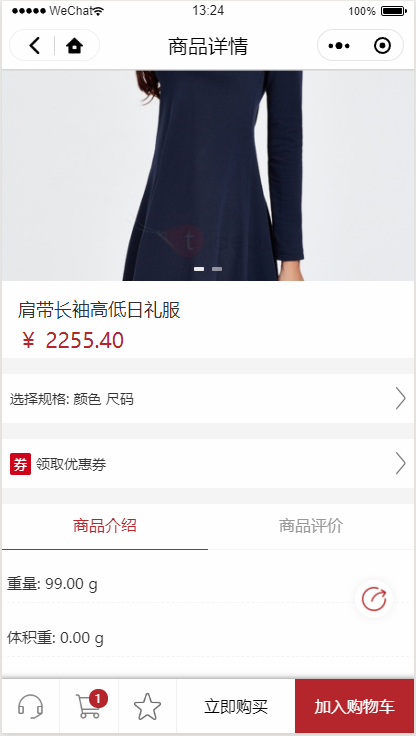 ●●●●● WeChat 13:24 100%
商品详情
t
肩带长袖高低日礼服
¥ 2255.40
选择规格: 颜色 尺码
券 领取优惠券
商品介绍 商品评价
重量: 99.00 g
体积重: 0.00 g
1
立即购买 加入购物车